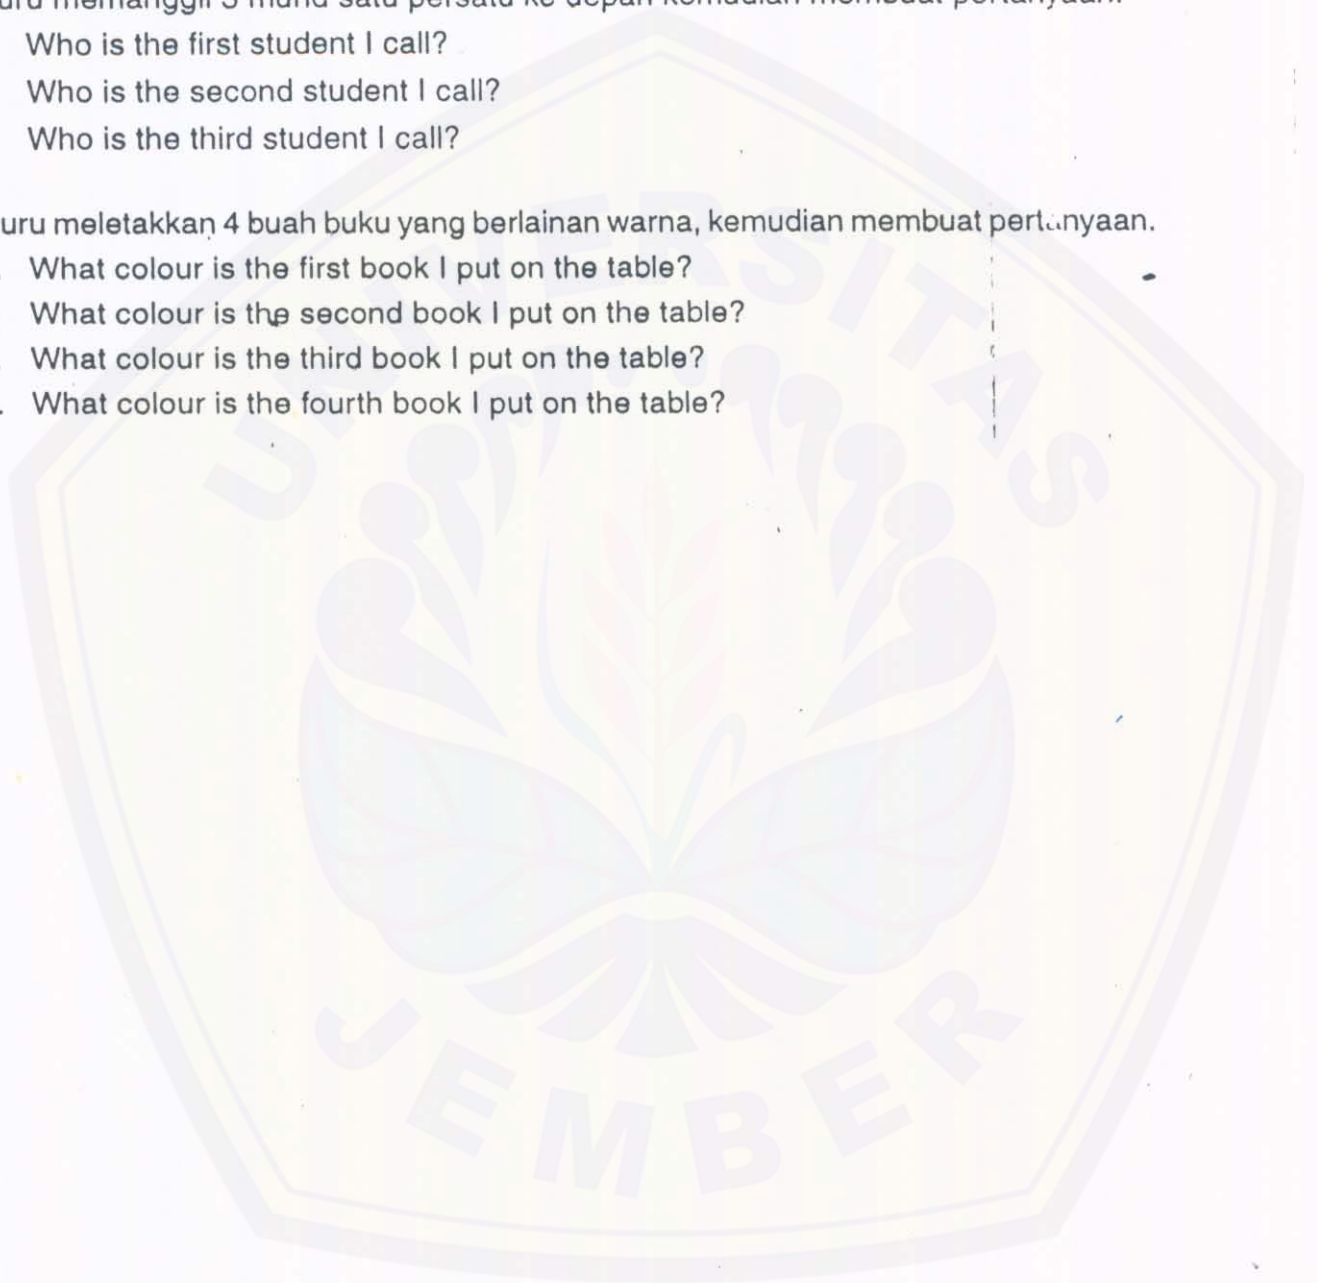 Who is the first student I call?
Who is the second student I call?
Who is the third student I call?
uru meletakkan 4 buah buku yang berlainan warna, kemudian membuat pertanyaan.
What colour is the first book I put on the table?
What colour is the second book I put on the table?
What colour is the third book I put on the table?
. What colour is the fourth book I put on the table?
UNIVERSITAS
JEMBER